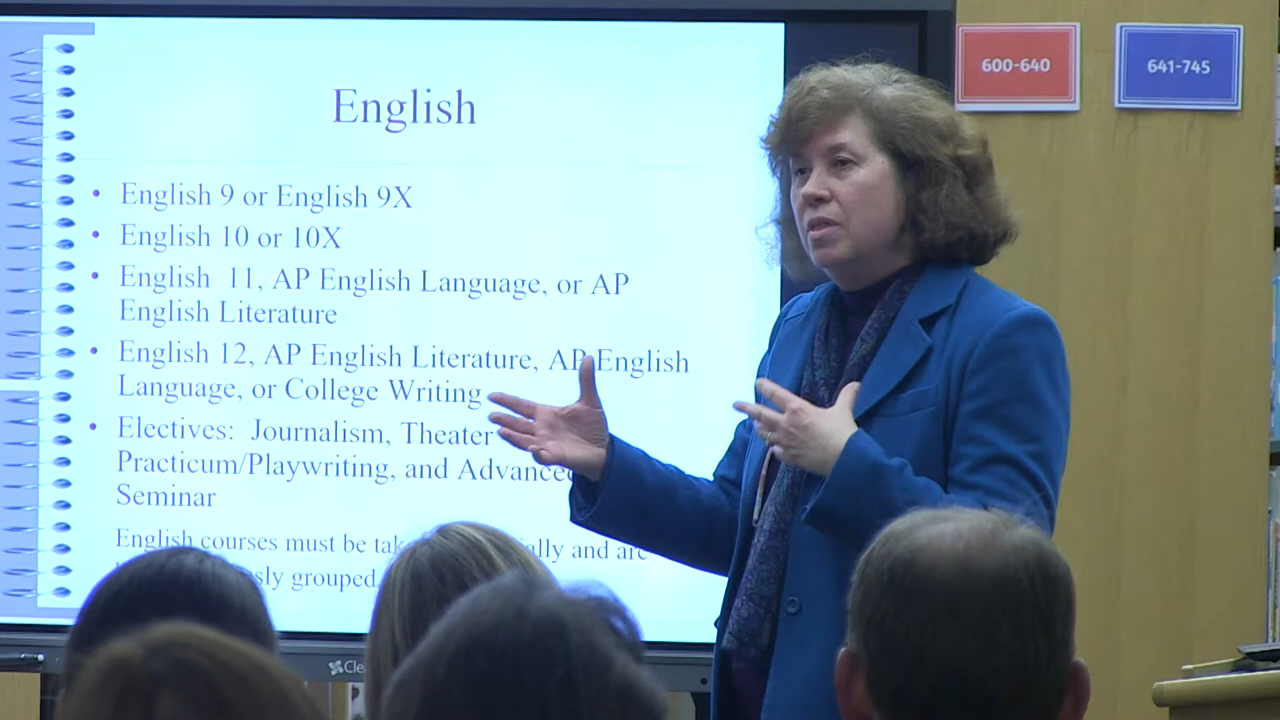 English
600-640
641-745
• English 9 or English 9X
• English 10 or 10X
• English 11, AP English Language, or AP
English Literature
• English 12, AP English Literature, AP English
Language, or College Writing
• Electives: Journalism, Theater
Practicum/Playwriting, and Advanced
Seminar
English courses must be and are
grouped